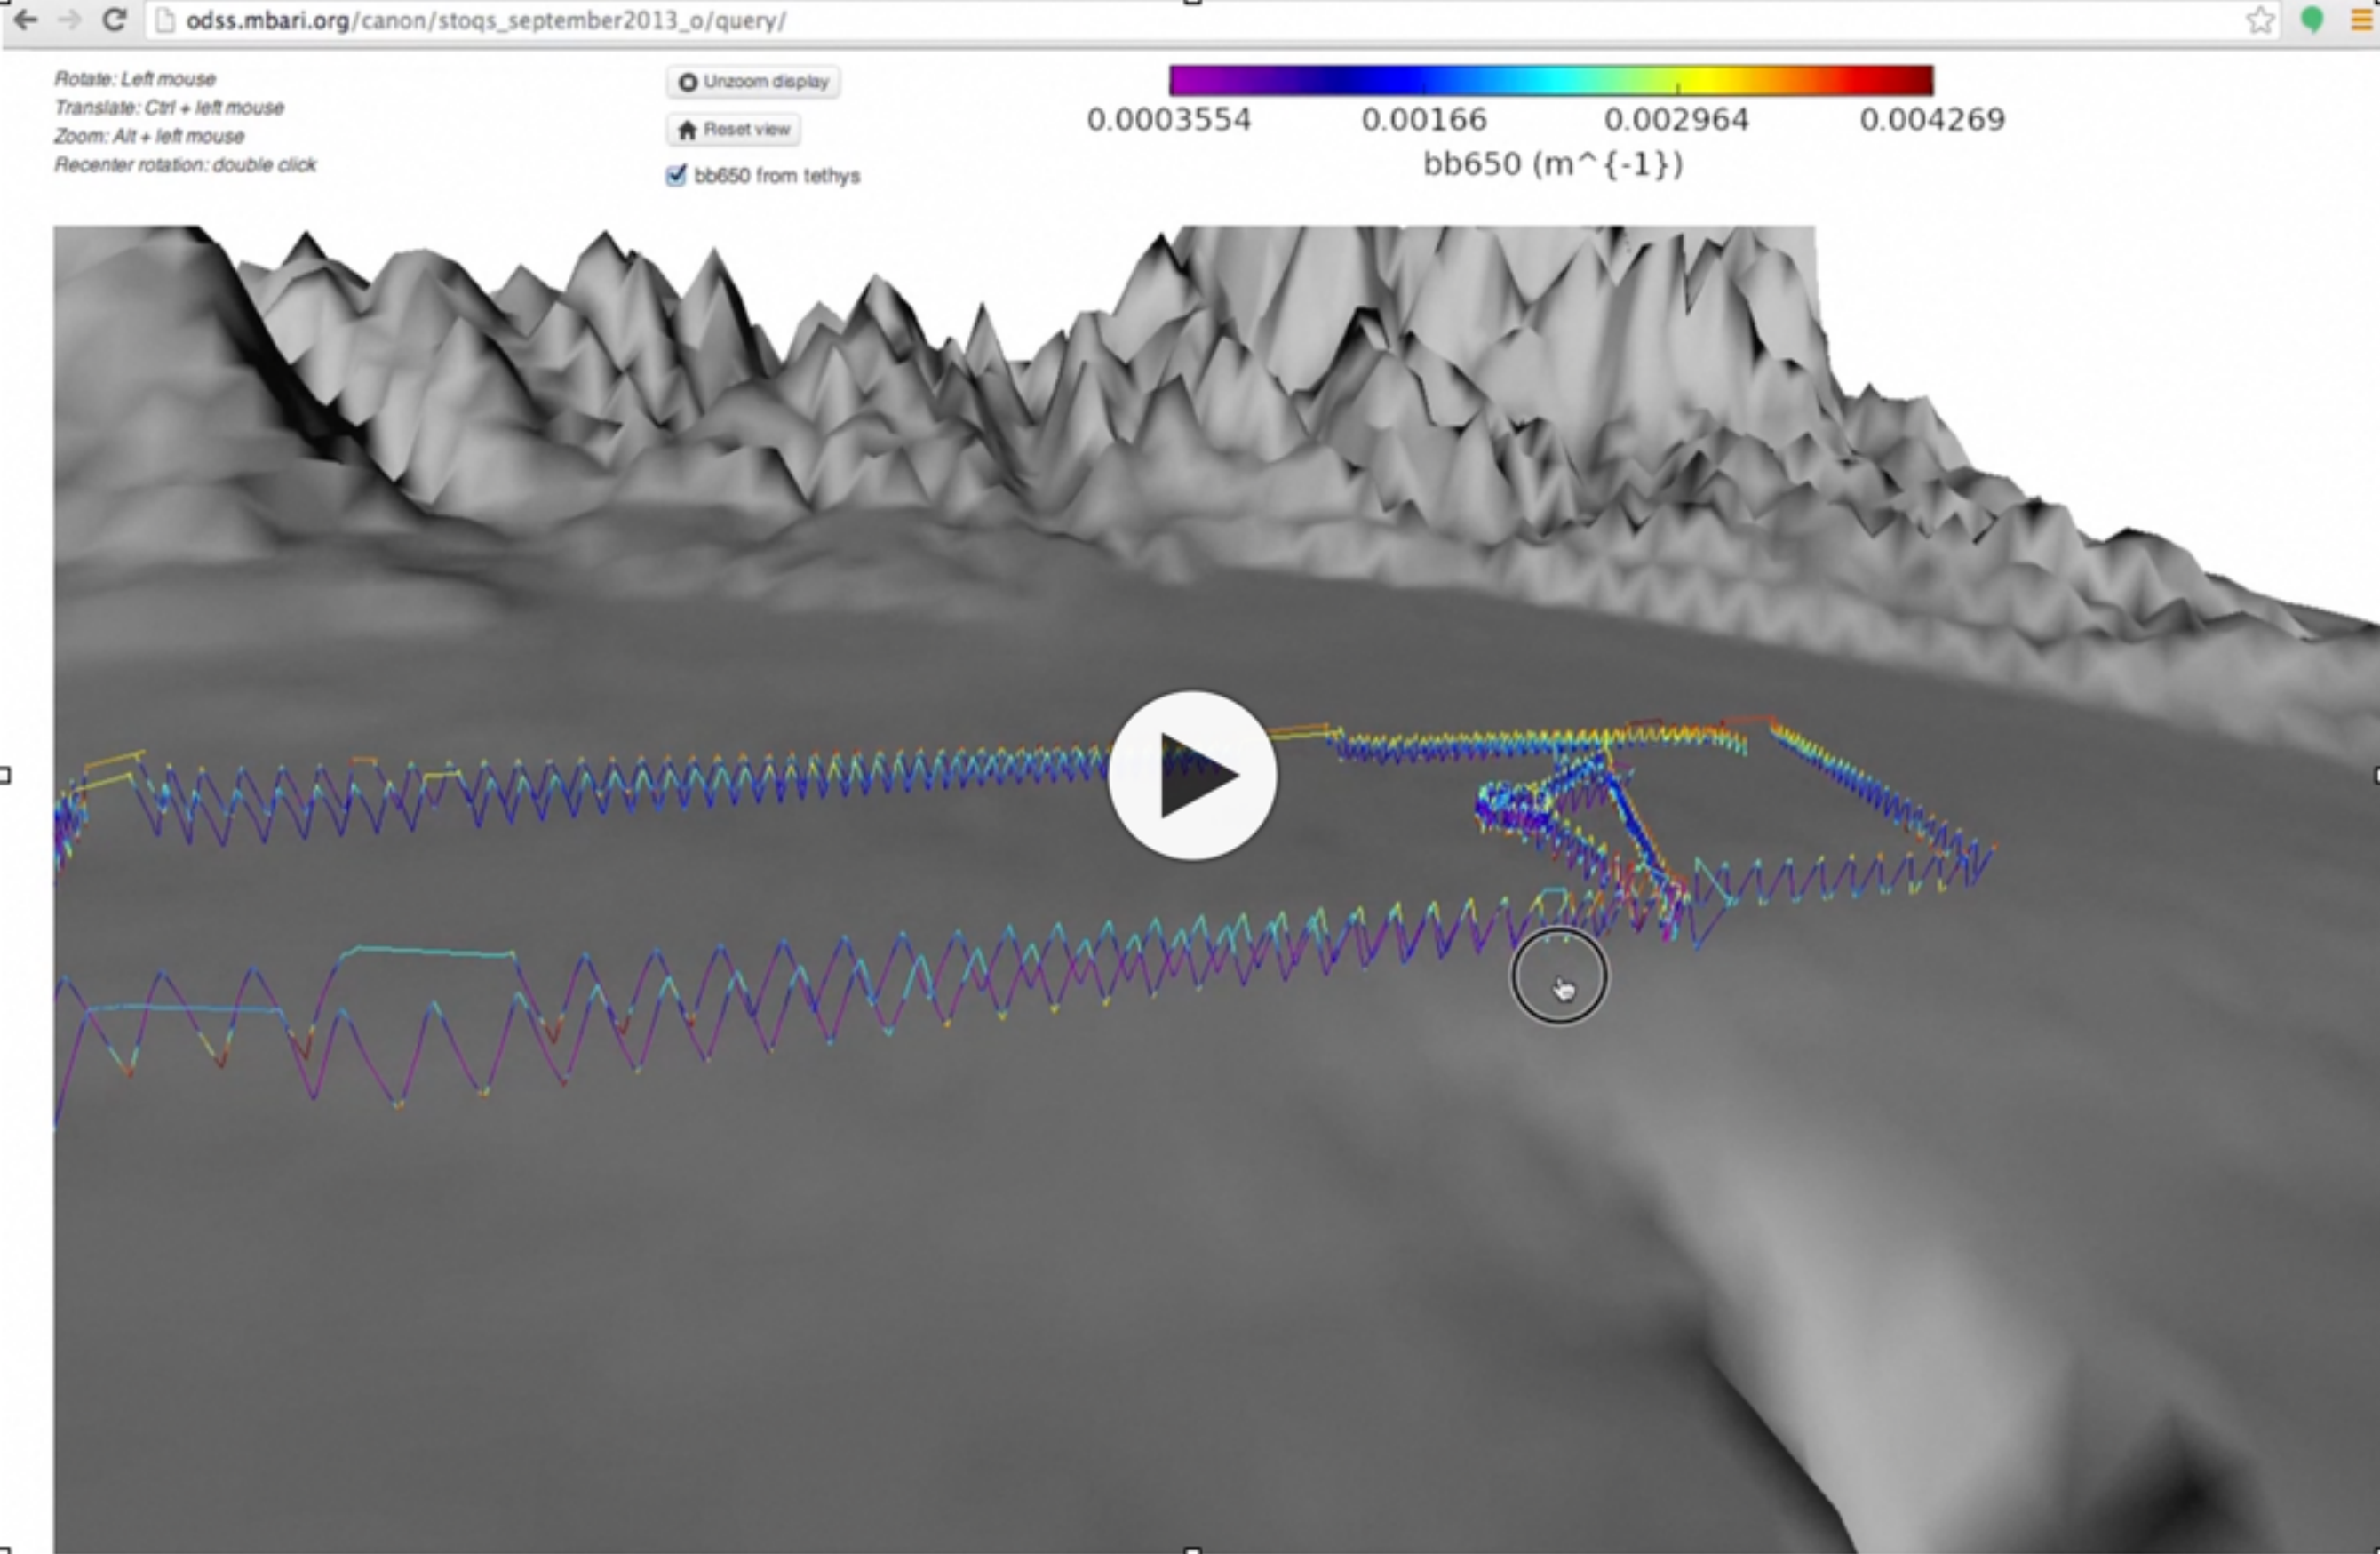 odss.mbari.org/canon/stoqs_september2013_o/query/
Rotate: Left mouse
Translate: Ctrl + left mouse
Zoom: Alt + left mouse
Recenter rotation: double click
Unzoom display
Reset view
bb650 from tethys
0.0003554 0.00166 0.002964 0.004269
bb650 (m^{-1})